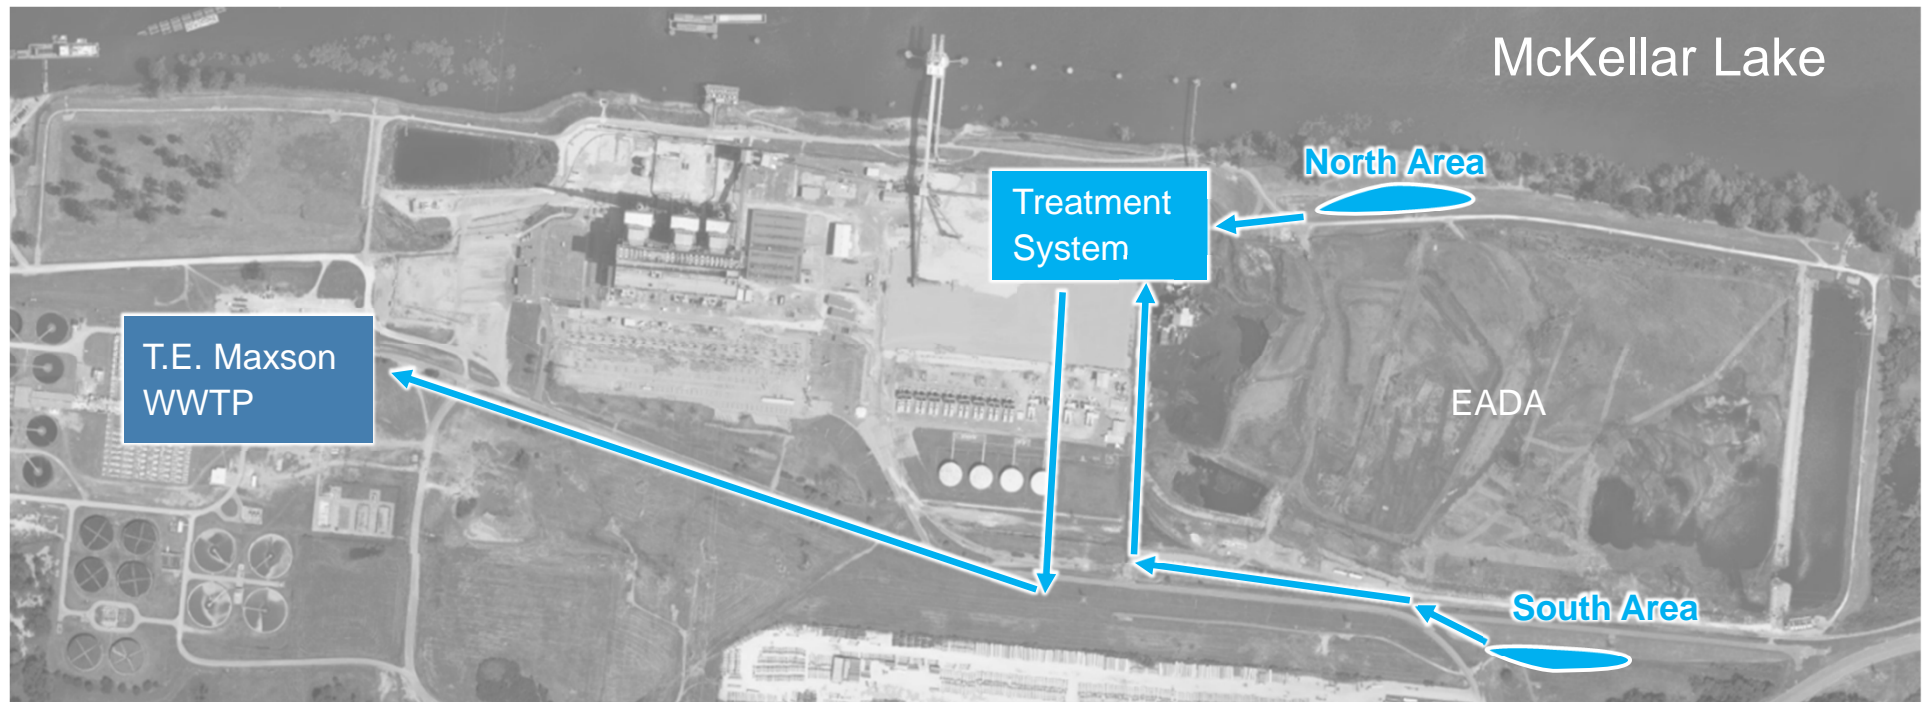 McKellar Lake
North Area
Treatment
System
T.E. Maxson
WWTP
EADA
South Area